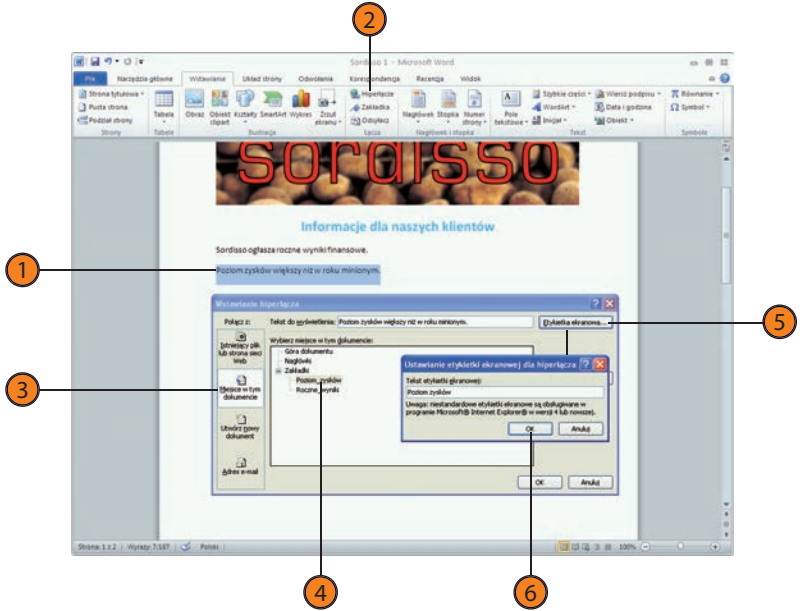 2
Sordisso 1 - Microsoft Word
Plik Narzędzia główne Wstawianie Układ strony Odwołania Korespondencja Recenzja Widok
Strona tytułowa
Pusta strona
Podział strony
Strony
Tabela
Tabele
Obraz Obiekt clipart Kształty SmartArt Wykres Zrzut ekranu
Ilustracje
Hiperłącze
Zakładka
Odsyłacz
Łącza
Nagłówek Stopka Numer strony
Nagłówek i stopka
Pole tekstowe
Szybkie części
WordArt
Inicjał
Wiersz podpisu
Data i godzina
Obiekt
Tekst
Równanie
Symbol
Symbole
sordisso
Informacje dla naszych klientów
Sordisso ogłasza roczne wyniki finansowe.
1
Poziom zysków większy niż w roku minionym.
Wstawianie hiperłącza
Połącz z:
Tekst do wyświetlenia: Poziom zysków większy niż w roku minionym.
Etykietka ekranowa...
5
Istniejący plik lub strona sieci Web
Wybierz miejsce w tym dokumencie:
Góra dokumentu
Nagłówki
Zakładki
Poziom_zysków
Roczne_wyniki
3
Miejsce w tym dokumencie
Utwórz nowy dokument
Adres e-mail
Ustawianie etykietki ekranowej dla hiperłącza
Tekst etykietki ekranowej:
Poziom zysków
Uwaga: niestandardowe etykietki ekranowe są obsługiwane w
programie Microsoft® Internet Explorer® w wersji 4 lub nowsze).
OK Anuluj
OK Anuluj
Strona: 1 z 2 Wyrazy: 7/187 Polski 100%
4
6